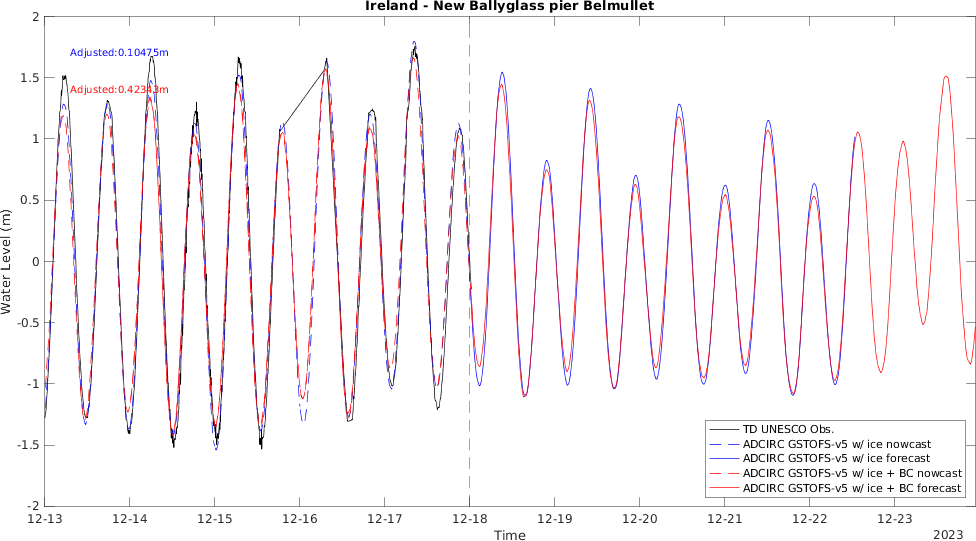 Ireland - New Ballyglass pier Belmullet
2
1.5
1
0.5
0
-0.5
-1
-1.5
-2
Water Level (m)
Adjusted:0.10475m
Adjusted:0.42343m
TD UNESCO Obs.
ADCIRC GSTOFS-v5 w/ ice nowcast
ADCIRC GSTOFS-v5 w/ ice forecast
ADCIRC GSTOFS-v5 w/ ice + BC nowcast
ADCIRC GSTOFS-v5 w/ ice + BC forecast
12-13 12-14 12-15 12-16 12-17 12-18 12-19 12-20 12-21 12-22 12-23
Time
2023